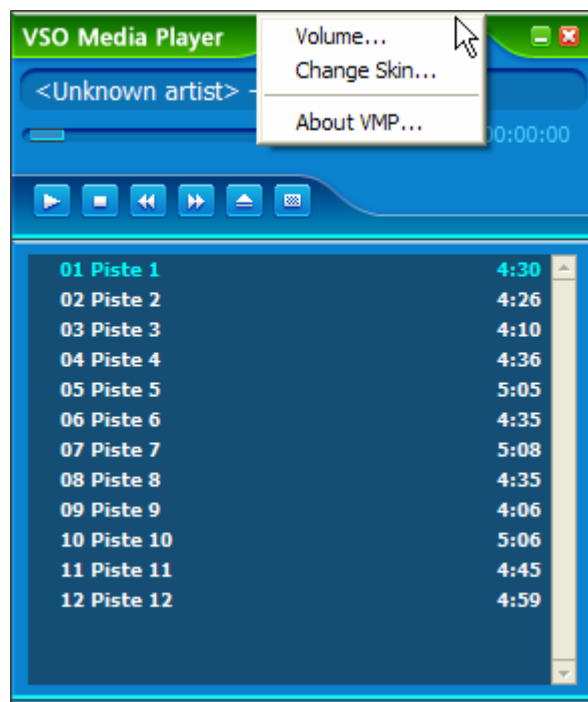 VSO Media Player
Volume...
Change Skin...
About VMP...
<Unknown artist> -
00:00:00
01 Piste 1 4:30
02 Piste 2 4:26
03 Piste 3 4:10
04 Piste 4 4:36
05 Piste 5 5:05
06 Piste 6 4:35
07 Piste 7 5:08
08 Piste 8 4:35
09 Piste 9 4:06
10 Piste 10 5:06
11 Piste 11 4:45
12 Piste 12 4:59